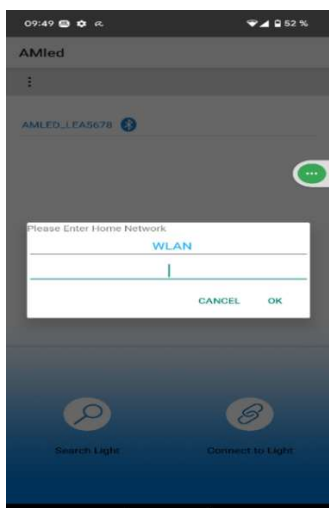 09:49 52 %
AMled
AMLED_LEA5678
Please Enter Home Network
WLAN
CANCEL OK
Search Light Connect to Light